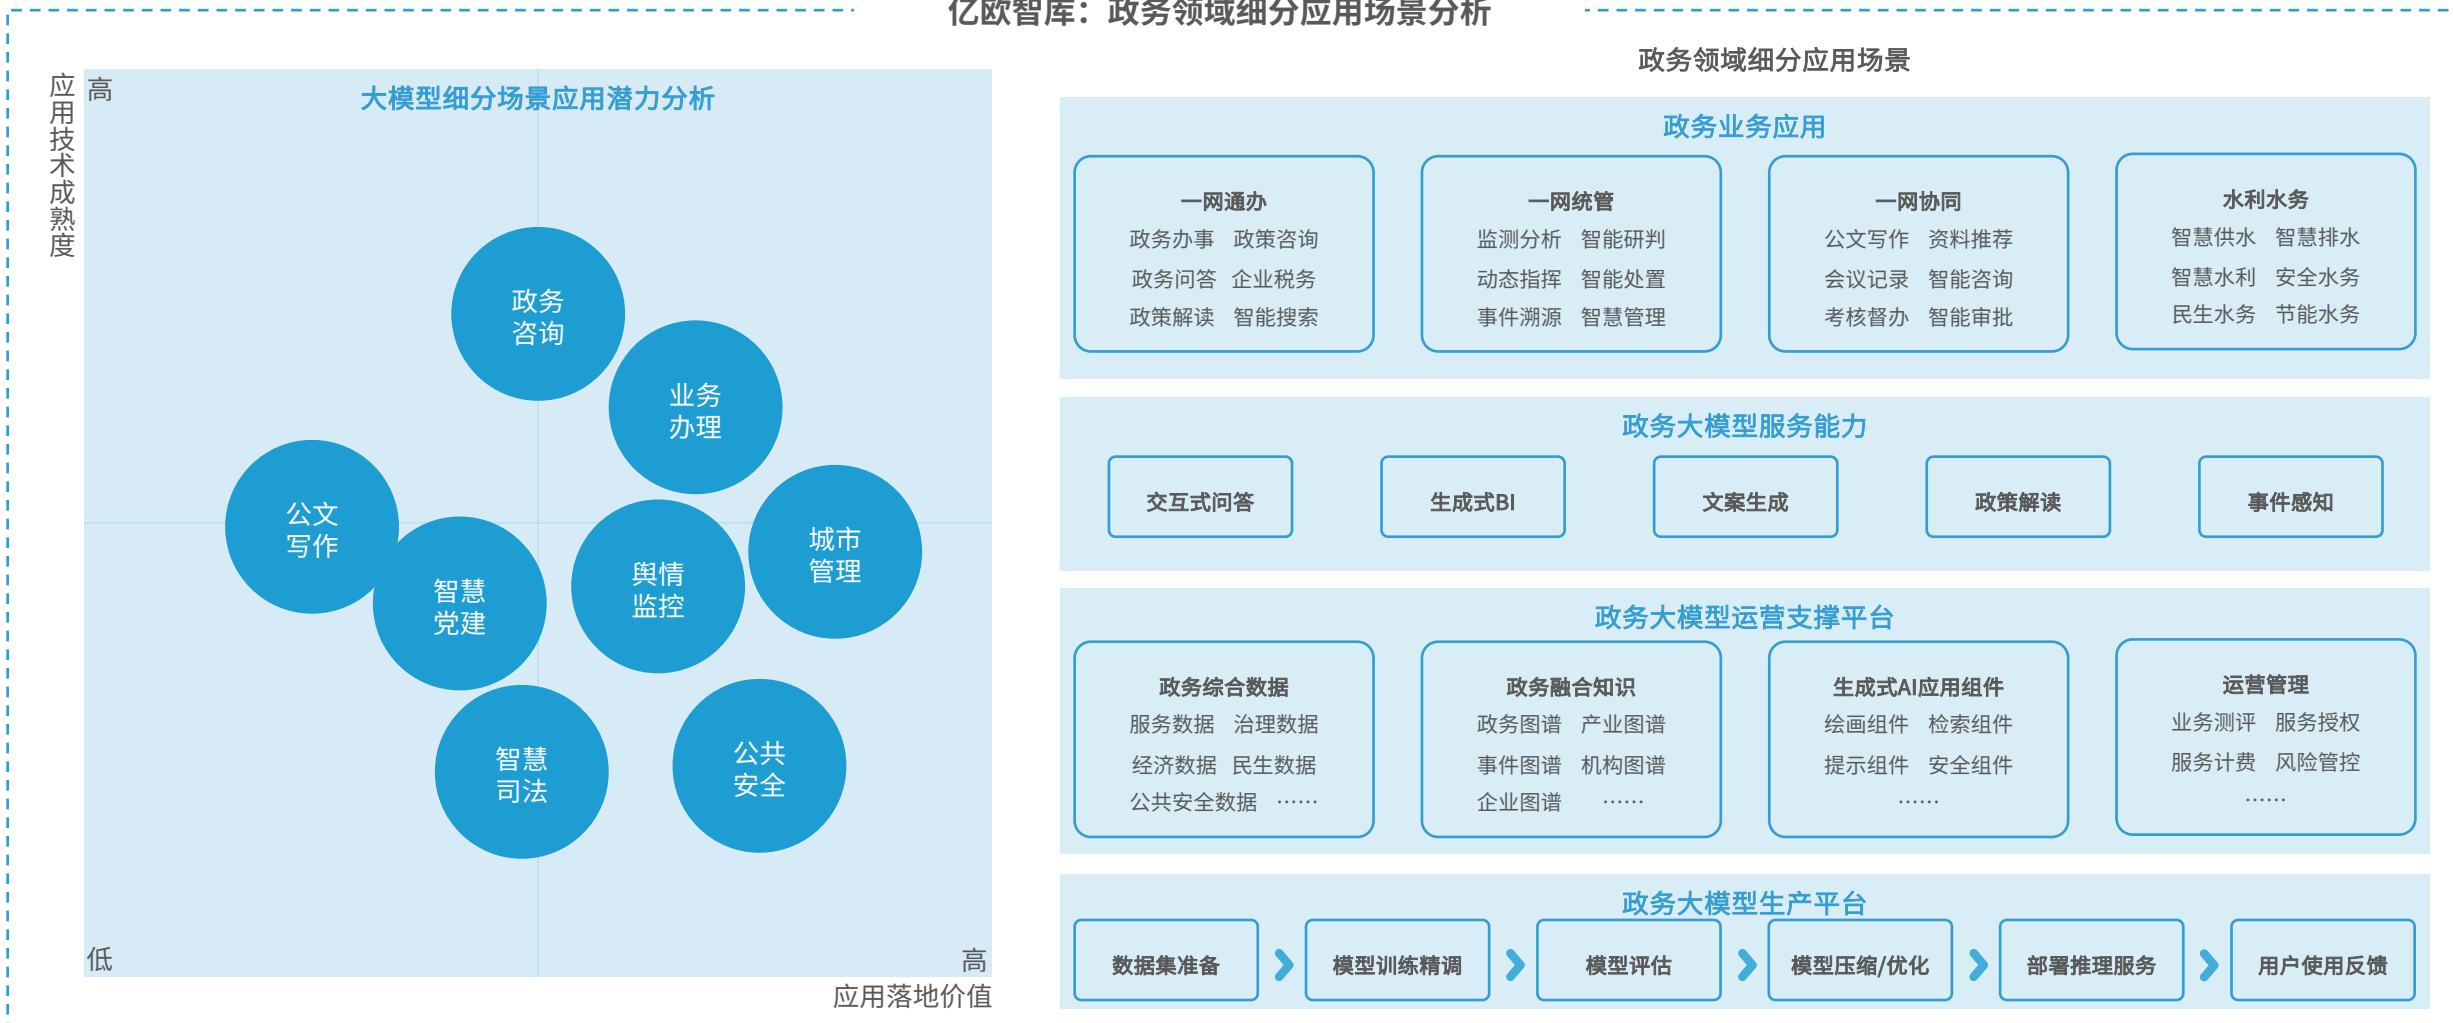 亿欧智库：政务领域细分应用场景分析
应用技术成熟度
高
大模型细分场景应用潜力分析
政务
咨询
业务
办理
公文
写作
城市
管理
舆情
监控
智慧
党建
智慧
司法
公共
安全
低
高
应用落地价值
政务领域细分应用场景
政务业务应用
一网通办
政务办事 政策咨询
政务问答 企业税务
政策解读 智能搜索
一网统管
监测分析 智能研判
动态指挥 智能处置
事件溯源 智慧管理
一网协同
公文写作 资料推荐
会议记录 智能咨询
考核督办 智能审批
水利水务
智慧供水 智慧排水
智慧水利 安全水务
民生水务 节能水务
政务大模型服务能力
交互式问答
生成式BI
文案生成
政策解读
事件感知
政务大模型运营支撑平台
政务综合数据
服务数据 治理数据
经济数据 民生数据
公共安全数据 ……
政务融合知识
政务图谱 产业图谱
事件图谱 机构图谱
企业图谱 ……
生成式AI应用组件
绘画组件 检索组件
提示组件 安全组件
……
运营管理
业务测评 服务授权
服务计费 风险管控
……
政务大模型生产平台
数据集准备
模型训练精调
模型评估
模型压缩/优化
部署推理服务
用户使用反馈